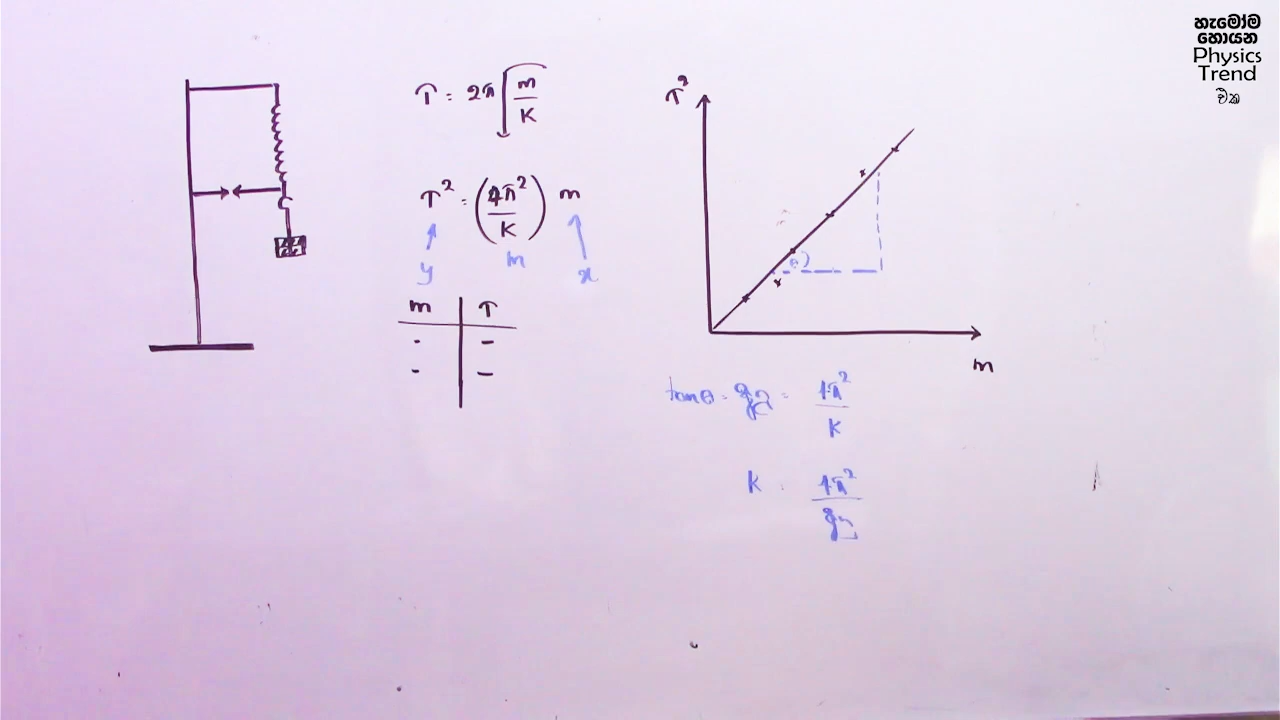 හැමෝම
හොයන
Physics
Trend
එක
T = 2π √(m/K)
T² = (4π²/K) m
y m x
m T
- -
- -
T²
θ
m
tanθ = = 4π²/K
k = 4π²/